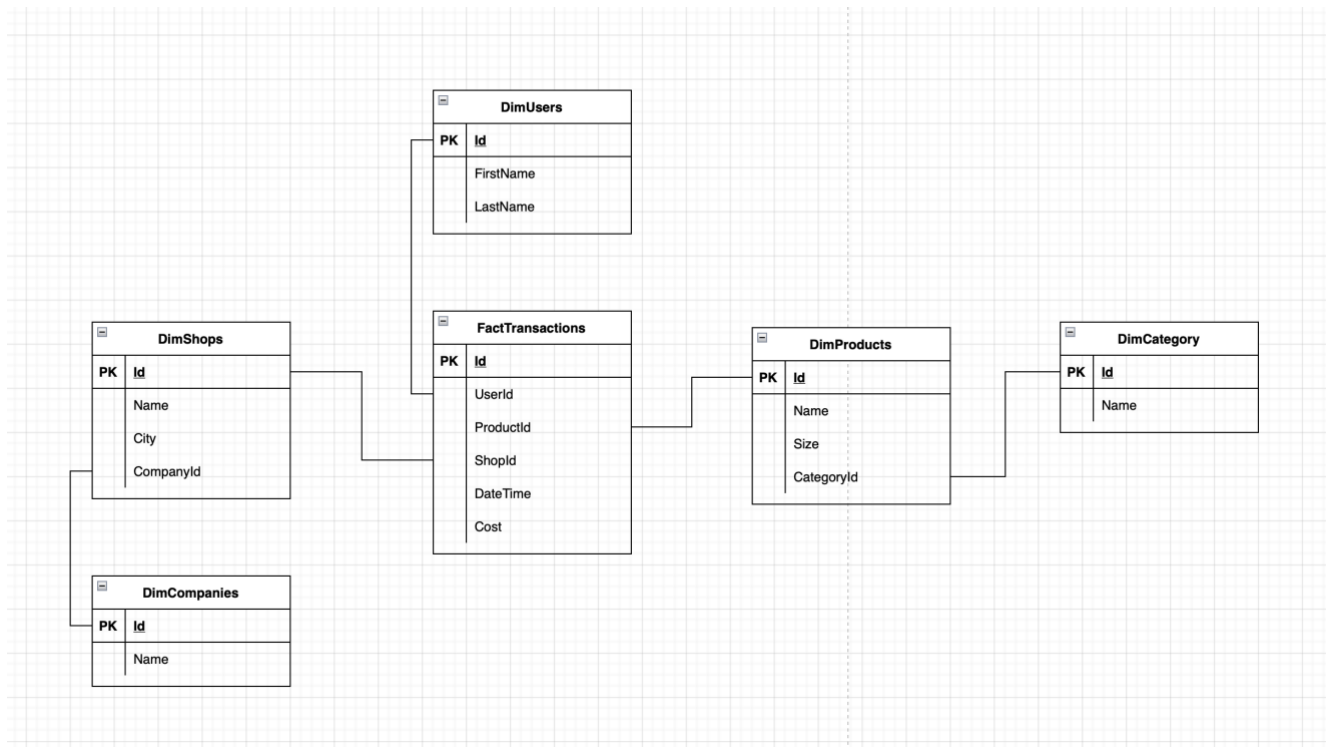 DimUsers
PK Id
FirstName
LastName
DimShops
PK Id
Name
City
CompanyId
FactTransactions
PK Id
UserId
ProductId
ShopId
DateTime
Cost
DimProducts
PK Id
Name
Size
CategoryId
DimCategory
PK Id
Name
DimCompanies
PK Id
Name